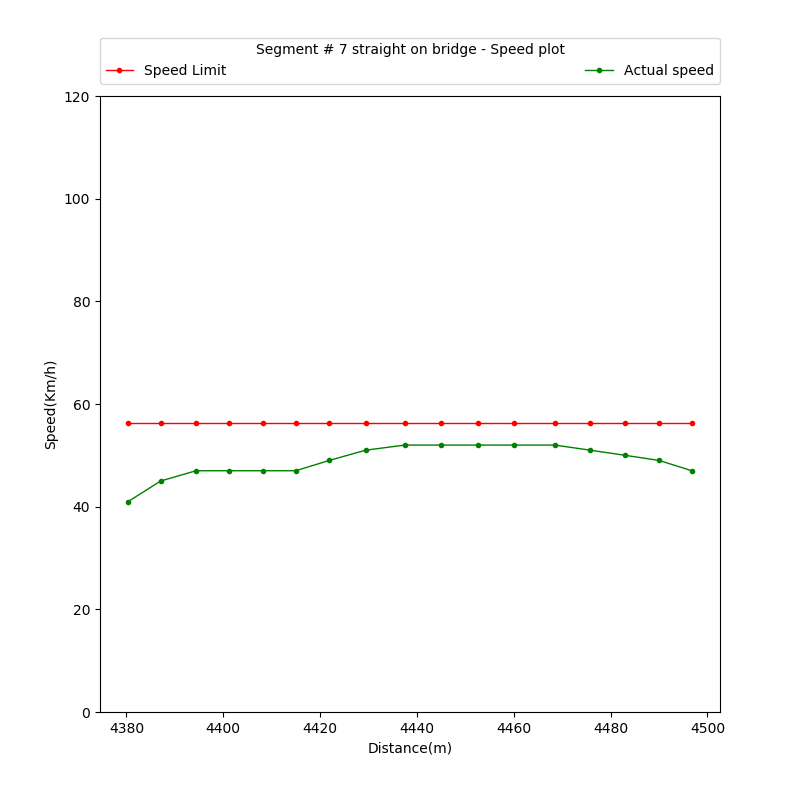 Segment # 7 straight on bridge - Speed plot
Speed Limit
Actual speed
120
100
80
60
40
20
0
Speed(Km/h)
4380
4400
4420
4440
4460
4480
4500
Distance(m)